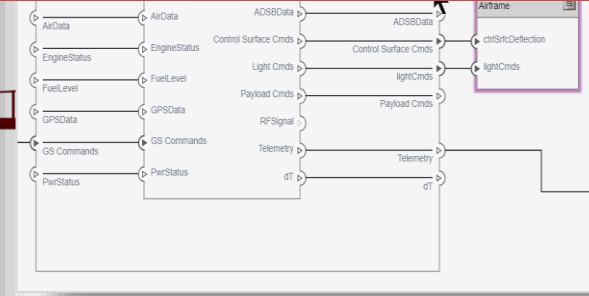 Airframe
AirData
AirData
ADSBData
ADSBData
EngineStatus
EngineStatus
Control Surface Cmds
Control Surface Cmds
ctrlSrfcDeflection
FuelLevel
FuelLevel
Light Cmds
lightCmds
lightCmds
GPSData
GPSData
Payload Cmds
Payload Cmds
RFSignal
GS Commands
GS Commands
Telemetry
Telemetry
PwrStatus
PwrStatus
dT
dT